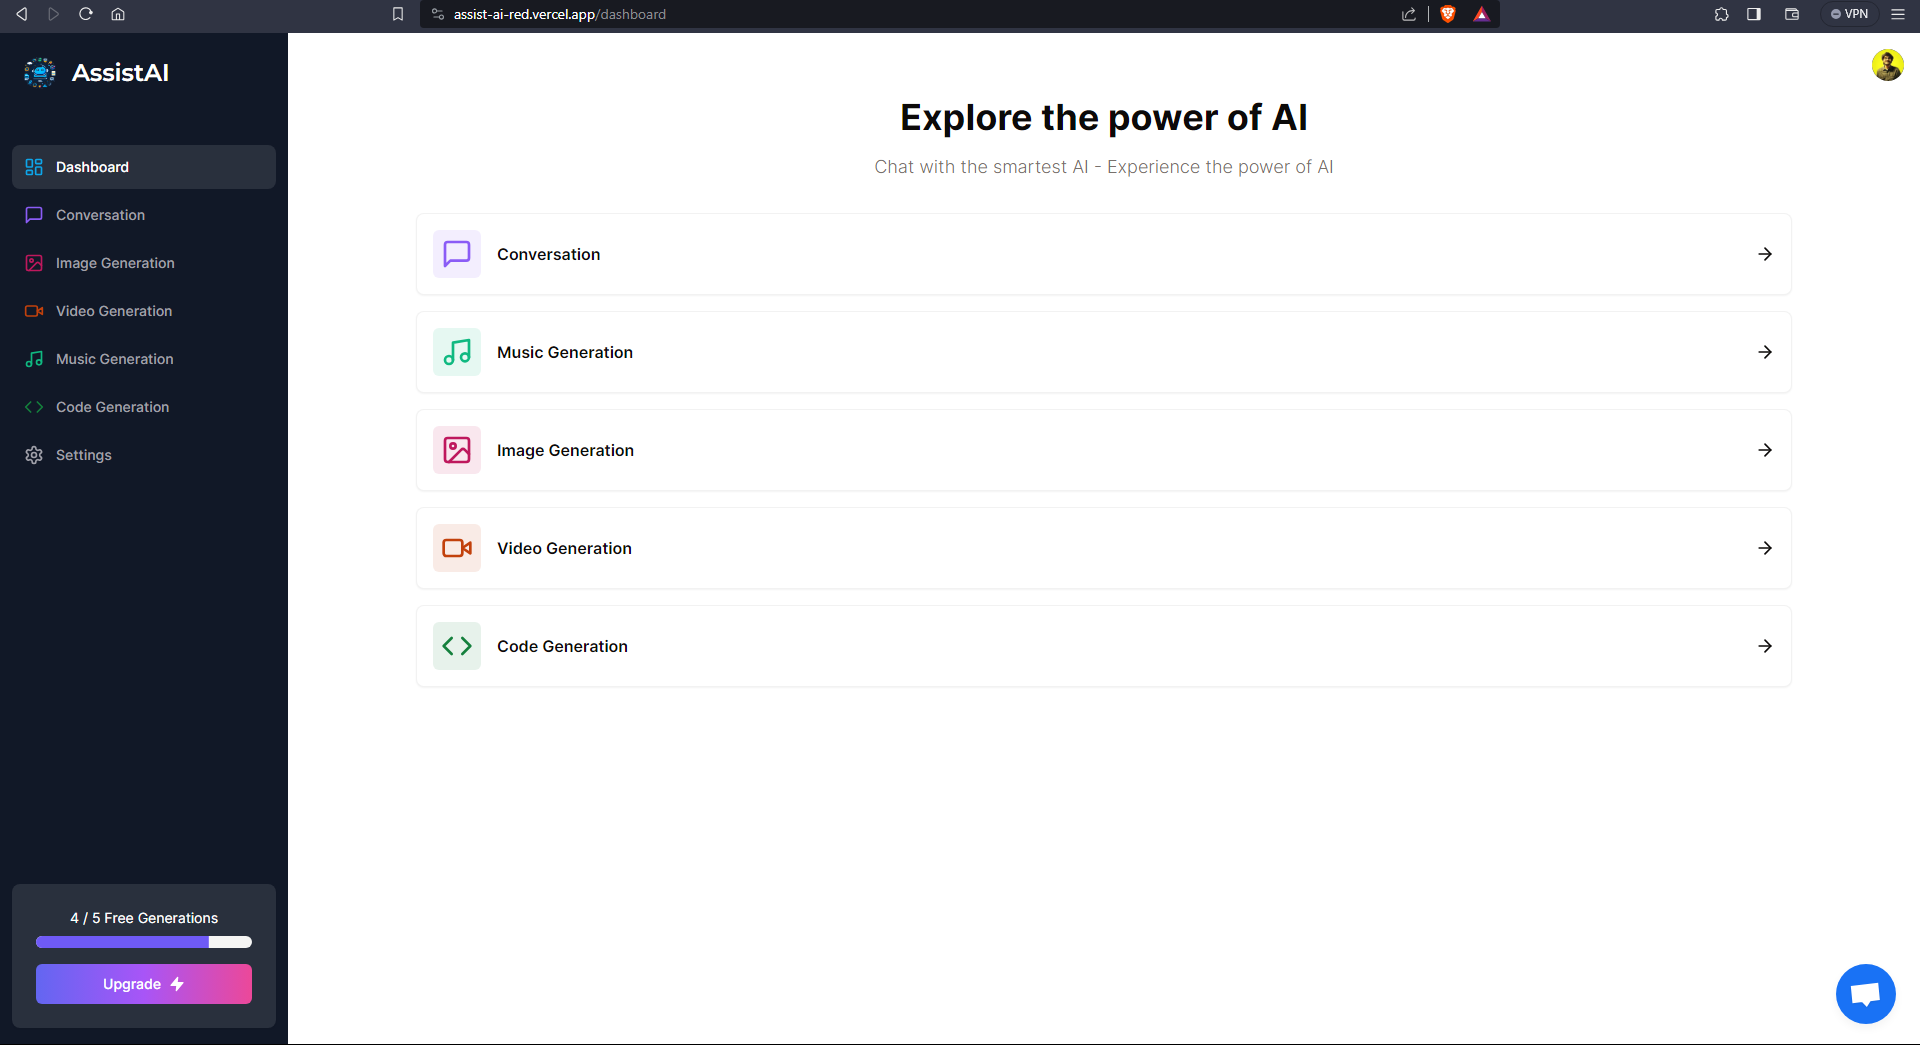 assist-ai-red.vercel.app/dashboard
VPN
AssistAI
Dashboard
Conversation
Image Generation
Video Generation
Music Generation
Code Generation
Settings
4 / 5 Free Generations
Upgrade
Explore the power of AI
Chat with the smartest AI - Experience the power of AI
Conversation
Music Generation
Image Generation
Video Generation
Code Generation